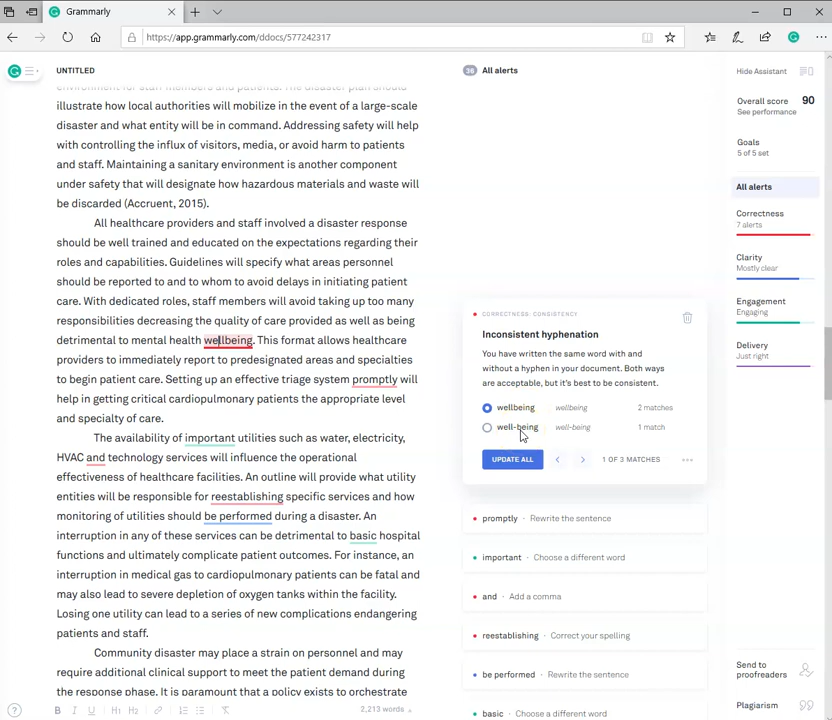 Grammarly
https://app.grammarly.com/ddocs/577242317
UNTITLED
36 All alerts
Hide Assistant
environment for staff members and patients. The disaster plan should
illustrate how local authorities will mobilize in the event of a large-scale
disaster and what entity will be in command. Addressing safety will help
with controlling the influx of visitors, media, or avoid harm to patients
and staff. Maintaining a sanitary environment is another component
under safety that will designate how hazardous materials and waste will
be discarded (Accruent, 2015).
All healthcare providers and staff involved a disaster response
should be well trained and educated on the expectations regarding their
roles and capabilities. Guidelines will specify what areas personnel
should be reported to and to whom to avoid delays in initiating patient
care. With dedicated roles, staff members will avoid taking up too many
responsibilities decreasing the quality of care provided as well as being
detrimental to mental health wellbeing. This format allows healthcare
providers to immediately report to predesignated areas and specialties
to begin patient care. Setting up an effective triage system promptly will
help in getting critical cardiopulmonary patients the appropriate level
and specialty of care.
The availability of important utilities such as water, electricity,
HVAC and technology services will influence the operational
effectiveness of healthcare facilities. An outline will provide what utility
entities will be responsible for reestablishing specific services and how
monitoring of utilities should be performed during a disaster. An
interruption in any of these services can be detrimental to basic hospital
functions and ultimately complicate patient outcomes. For instance, an
interruption in medical gas to cardiopulmonary patients can be fatal and
may also lead to severe depletion of oxygen tanks within the facility.
Losing one utility can lead to a series of new complications endangering
patients and staff.
Community disaster may place a strain on personnel and may
require additional clinical support to meet the patient demand during
the response phase. It is paramount that a policy exists to orchestrate
B I U H1 H2
2,213 words
CORRECTNESS: CONSISTENCY
Inconsistent hyphenation
You have written the same word with and
without a hyphen in your document. Both ways
are acceptable, but it's best to be consistent.
wellbeing wellbeing 2 matches
well-being well-being 1 match
UPDATE ALL 1 OF 3 MATCHES
promptly · Rewrite the sentence
important · Choose a different word
and · Add a comma
reestablishing · Correct your spelling
be performed · Rewrite the sentence
basic · Choose a different word
Overall score 90
See performance
Goals
5 of 5 set
All alerts
Correctness
7 alerts
Clarity
Mostly clear
Engagement
Engaging
Delivery
Just right
Send to
proofreaders
Plagiarism